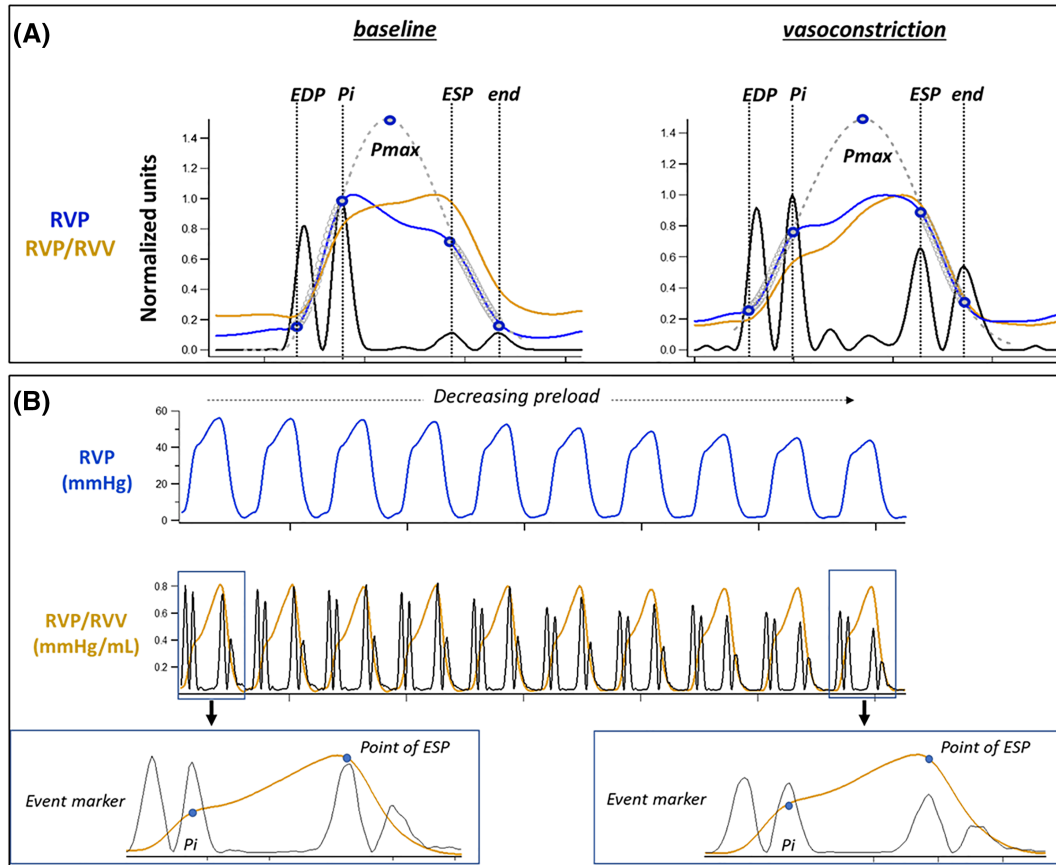 (A)
baseline
vasoconstriction
EDP Pi ESP end
EDP Pi ESP end
Pmax
Pmax
RVP
RVP/RVV
Normalized units
1.4
1.2
1.0
0.8
0.6
0.4
0.2
0.0
1.4
1.2
1.0
0.8
0.6
0.4
0.2
0.0
(B)
Decreasing preload
RVP
(mmHg)
60
40
20
0
RVP/RVV
(mmHg/mL)
0.8
0.6
0.4
0.2
Point of ESP
Event marker
Pi
Point of ESP
Event marker
Pi